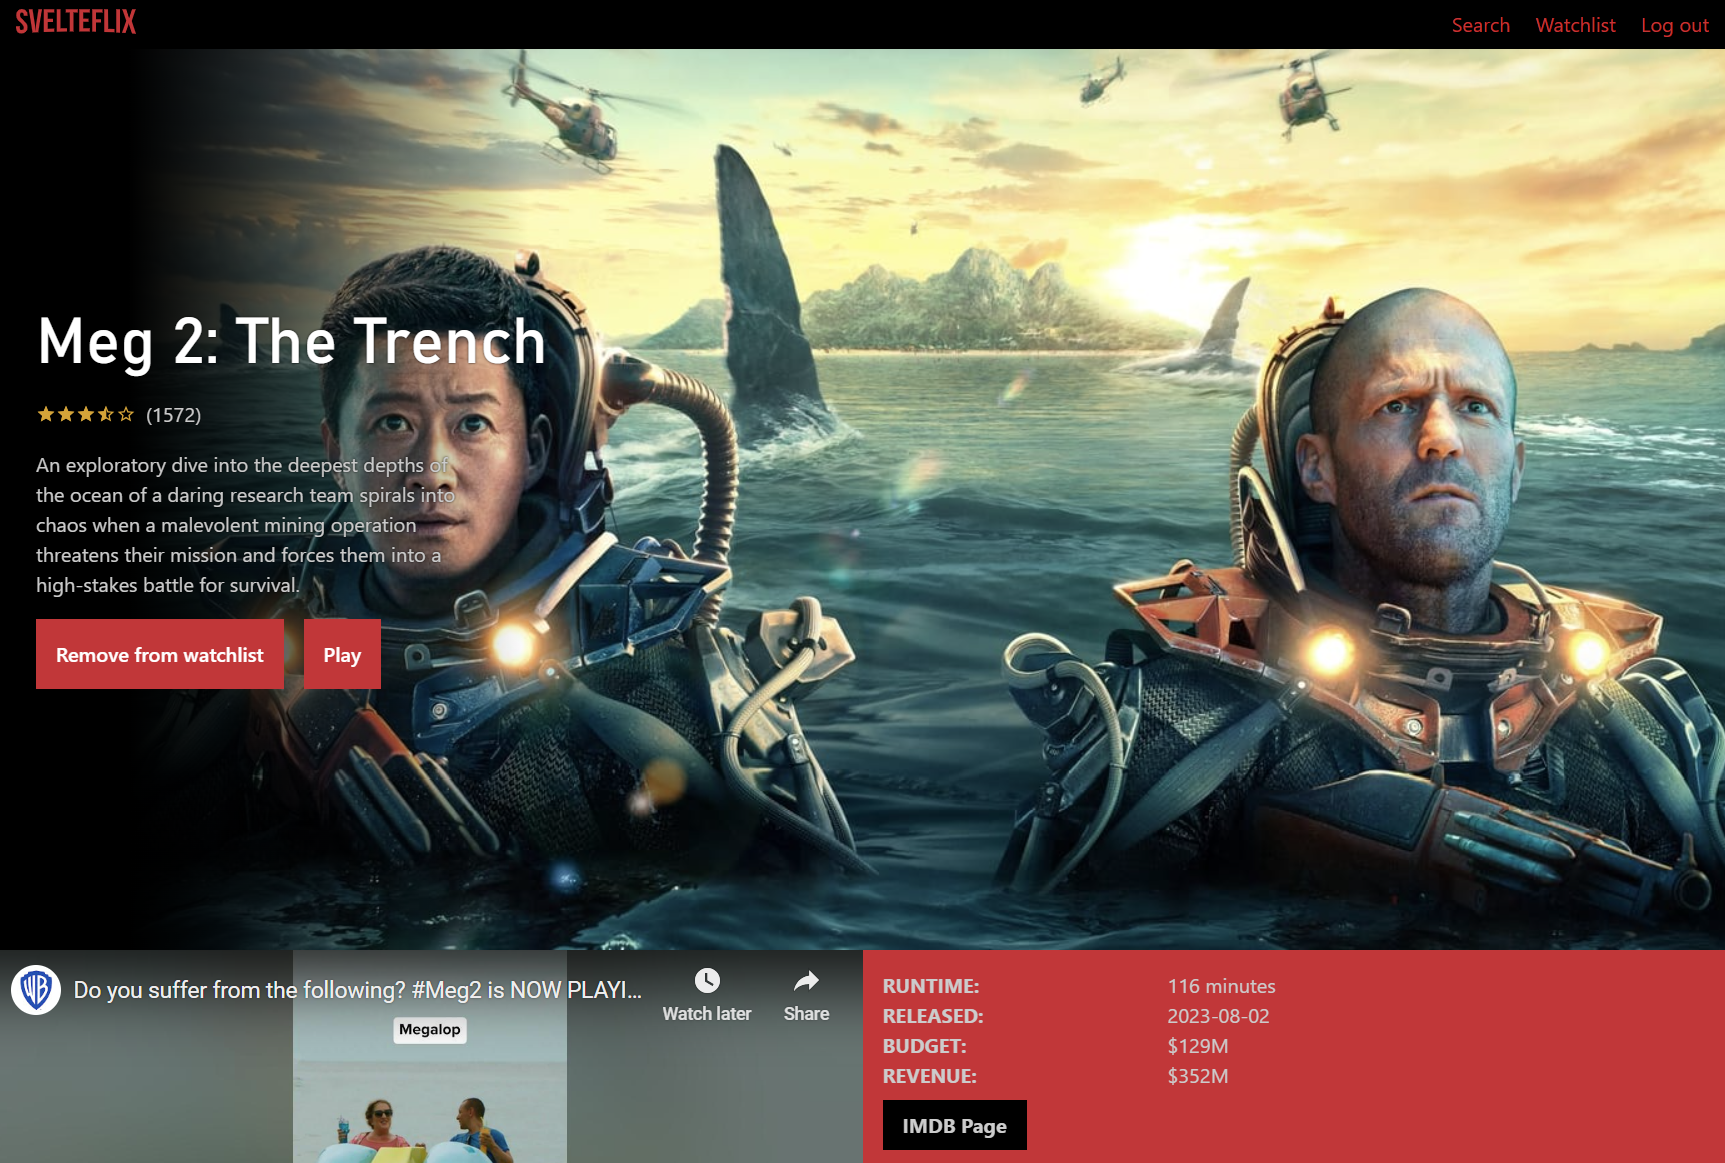 SVELTEFLIX
Search
Watchlist
Log out
Meg 2: The Trench
(1572)
An exploratory dive into the deepest depths of
the ocean of a daring research team spirals into
chaos when a malevolent mining operation
threatens their mission and forces them into a
high-stakes battle for survival.
Remove from watchlist
Play
WB
Do you suffer from the following? #Meg2 is NOW PLAYI...
Watch later
Share
Megalop
RUNTIME: 116 minutes
RELEASED: 2023-08-02
BUDGET: $129M
REVENUE: $352M
IMDB Page